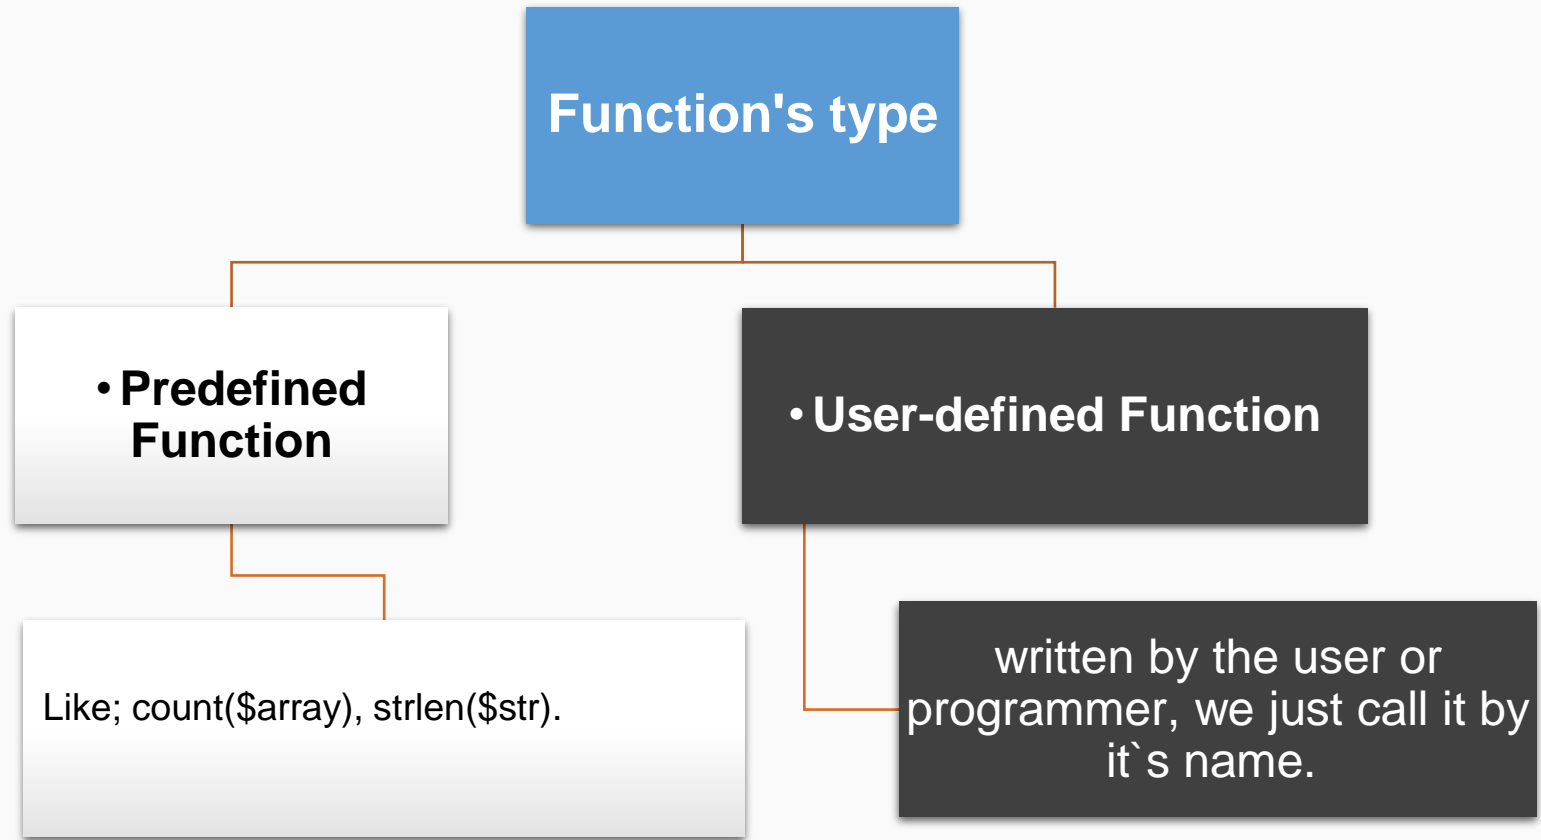 Function's type
• Predefined
Function
• User-defined Function
Like; count($array), strlen($str).
written by the user or
programmer, we just call it by
it`s name.